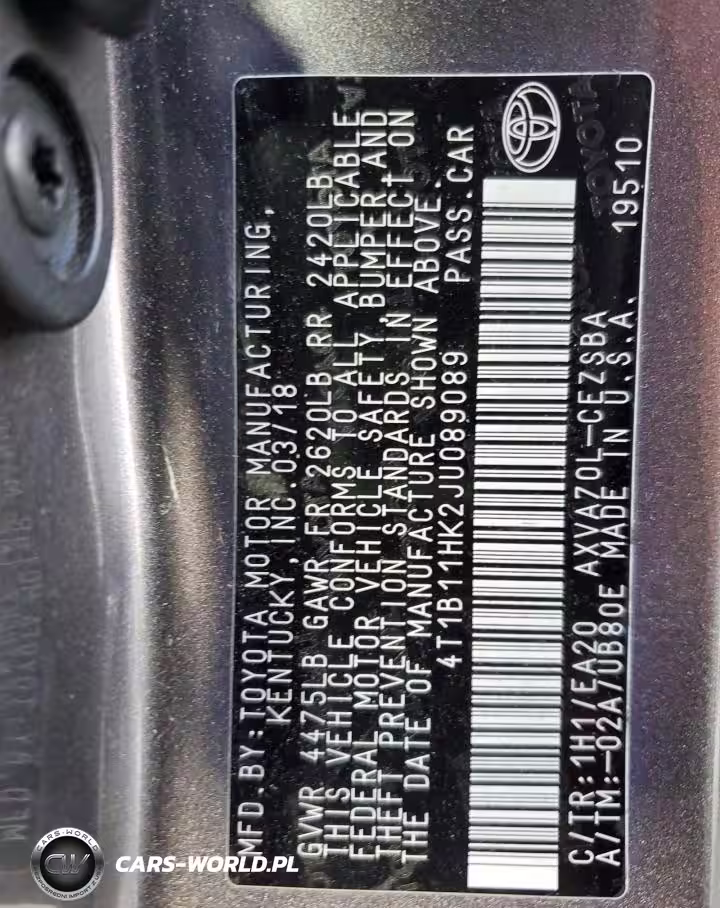 MFD.BY:TOYOTA MOTOR MANUFACTURING,
KENTUCKY, INC. 03/18
GVWR 4475LB GAWR FR 2620LB RR 2420LB
THIS VEHICLE CONFORMS TO ALL APPLICABLE
FEDERAL MOTOR VEHICLE SAFETY, BUMPER AND
THEFT PREVENTION STANDARDS IN EFFECT ON
THE DATE OF MANUFACTURE SHOWN ABOVE.
4T1B11HK2JU089089 PASS.CAR
C/TR:1H1/EA20 AXVA70L-CEZSBA
A/TM:-02A/UB80E MADE IN U.S.A. 19510
CARS-WORLD
CW
CARS-WORLD.PL